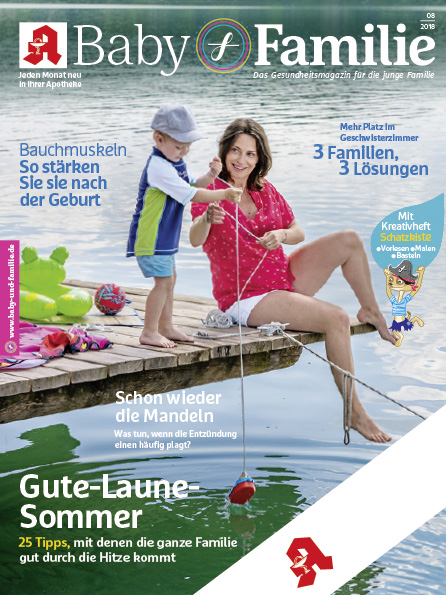 08
2018
Baby & Familie
Jeden Monat neu
in Ihrer Apotheke
Das Gesundheitsmagazin für die junge Familie
Bauchmuskeln
So stärken
Sie sie nach
der Geburt
Mehr Platz im
Geschwisterzimmer
3 Familien,
3 Lösungen
Mit
Kreativheft
Schatzkiste
•Vorlesen •Malen
•Basteln
www.baby-und-familie.de
Schon wieder
die Mandeln
Was tun, wenn die Entzündung
einen häufig plagt?
Gute-Laune-
Sommer
25 Tipps, mit denen die ganze Familie
gut durch die Hitze kommt